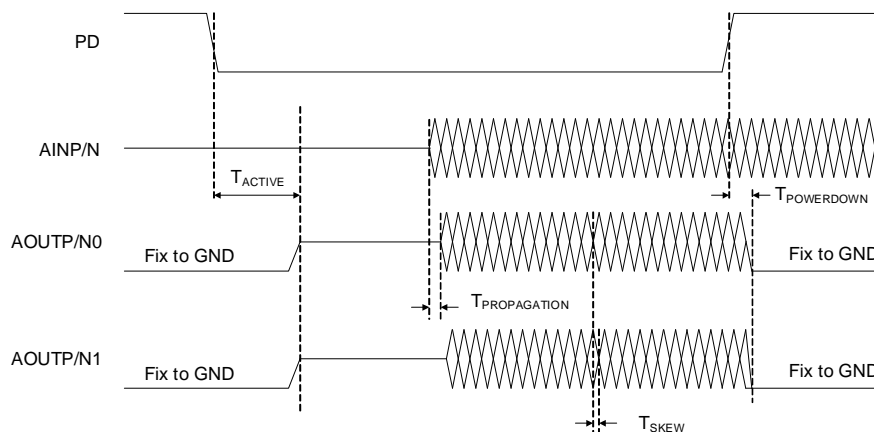 PD
AINP/N
TACTIVE
TPOWERDOWN
AOUTP/N0
Fix to GND
Fix to GND
TPROPAGATION
AOUTP/N1
Fix to GND
Fix to GND
TSKEW